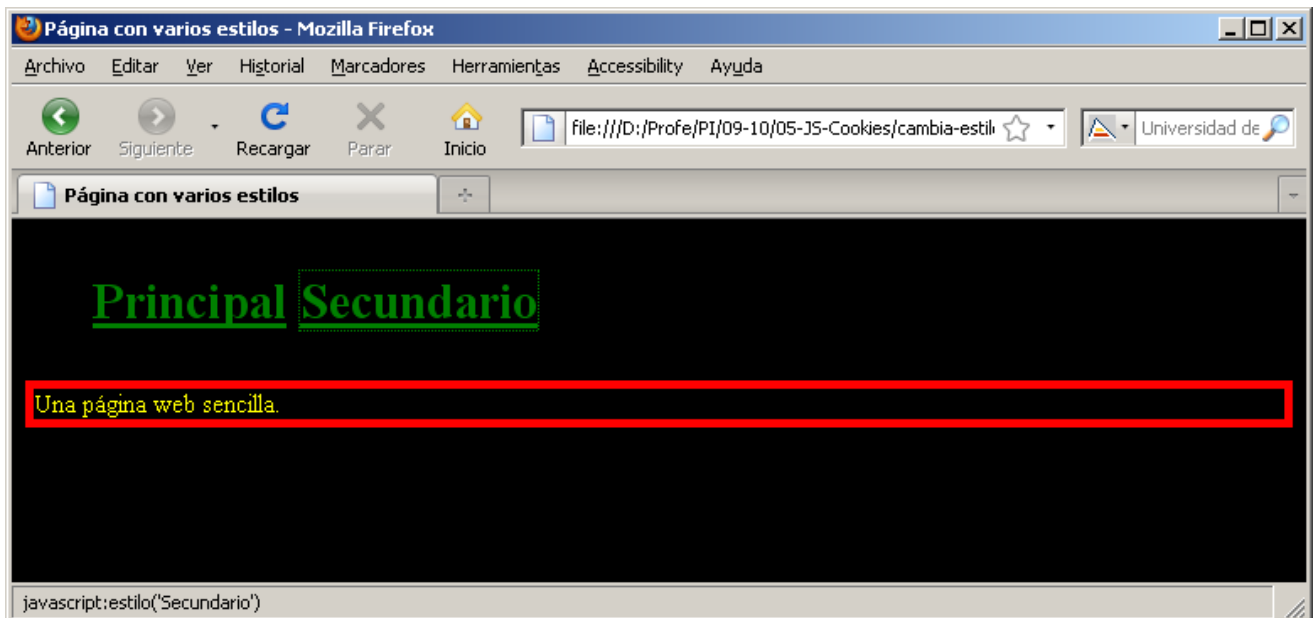 Página con varios estilos - Mozilla Firefox
Archivo Editar Ver Historial Marcadores Herramientas Accessibility Ayuda
Anterior Siguiente Recargar Parar Inicio file:///D:/Profe/PI/09-10/05-JS-Cookies/cambia-estil Universidad de
Página con varios estilos
Principal Secundario
Una página web sencilla.
javascript:estilo('Secundario')